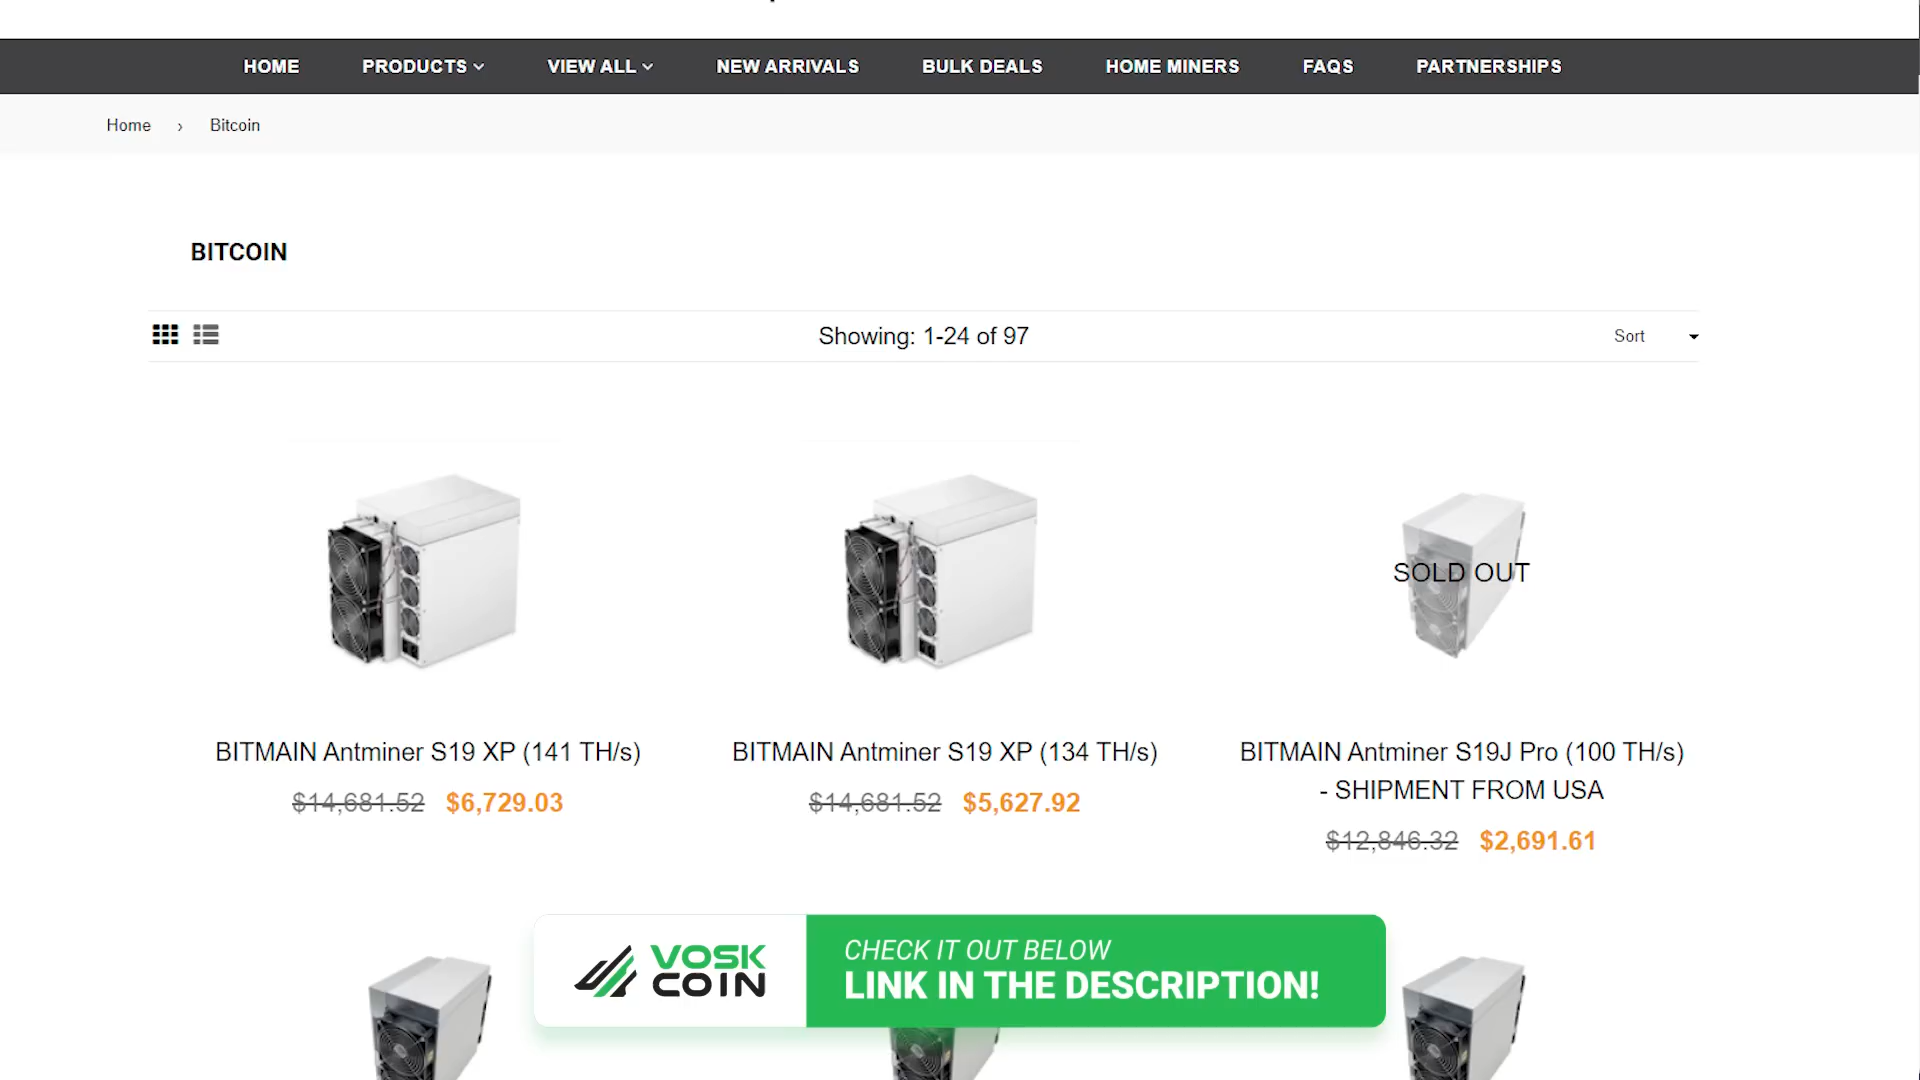 HOME PRODUCTS VIEW ALL NEW ARRIVALS BULK DEALS HOME MINERS FAQS PARTNERSHIPS
Home › Bitcoin
BITCOIN
Showing: 1-24 of 97
Sort
SOLD OUT
BITMAIN Antminer S19 XP (141 TH/s)
$14,681.52 $6,729.03
BITMAIN Antminer S19 XP (134 TH/s)
$14,681.52 $5,627.92
BITMAIN Antminer S19J Pro (100 TH/s)
- SHIPMENT FROM USA
$12,846.32 $2,691.61
VOSK
COIN
CHECK IT OUT BELOW
LINK IN THE DESCRIPTION!